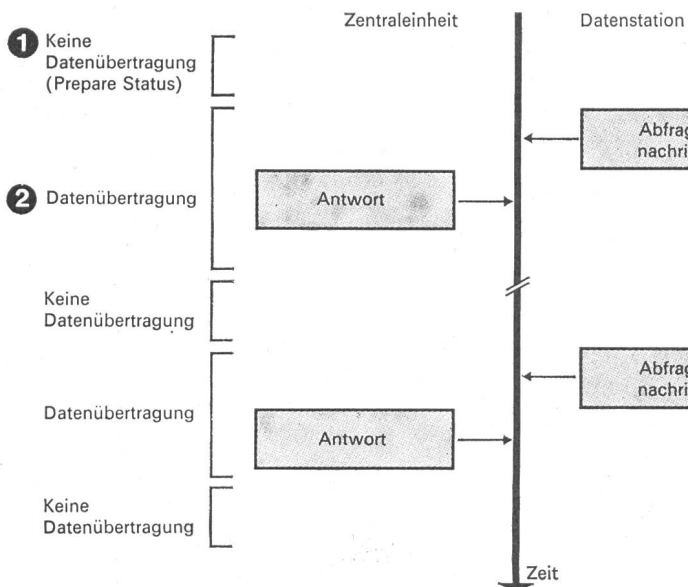 Zentraleinheit
Datenstation
1 Keine
Datenübertragung
(Prepare Status)
2 Datenübertragung
Antwort
Keine
Datenübertragung
Datenübertragung
Antwort
Keine
Datenübertragung
Zeit